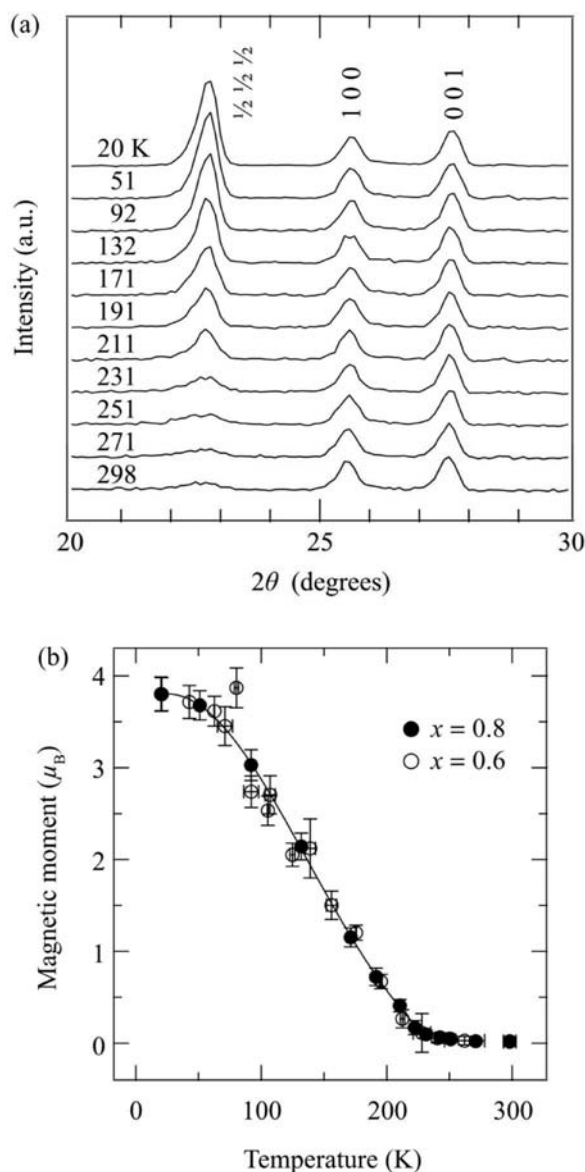 (a)
½ ½ ½
1 0 0
0 0 1
20 K
51
92
132
171
191
211
231
251
271
298
Intensity (a.u.)
20
25
30
2θ (degrees)
(b)
4
3
2
1
0
x = 0.8
x = 0.6
Magnetic moment (μB)
0
100
200
300
Temperature (K)